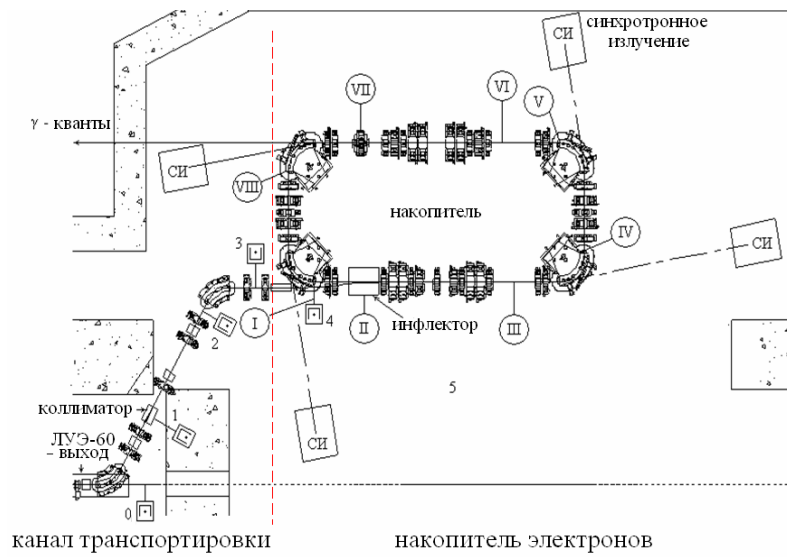 СИ
синхротронное
излучение
VII
VI
V
γ - кванты
СИ
VIII
накопитель
IV
3
СИ
I
4
II
инфлектор
III
2
5
коллиматор
1
СИ
ЛУЭ-60
- выход
0
канал транспортировки
накопитель электронов